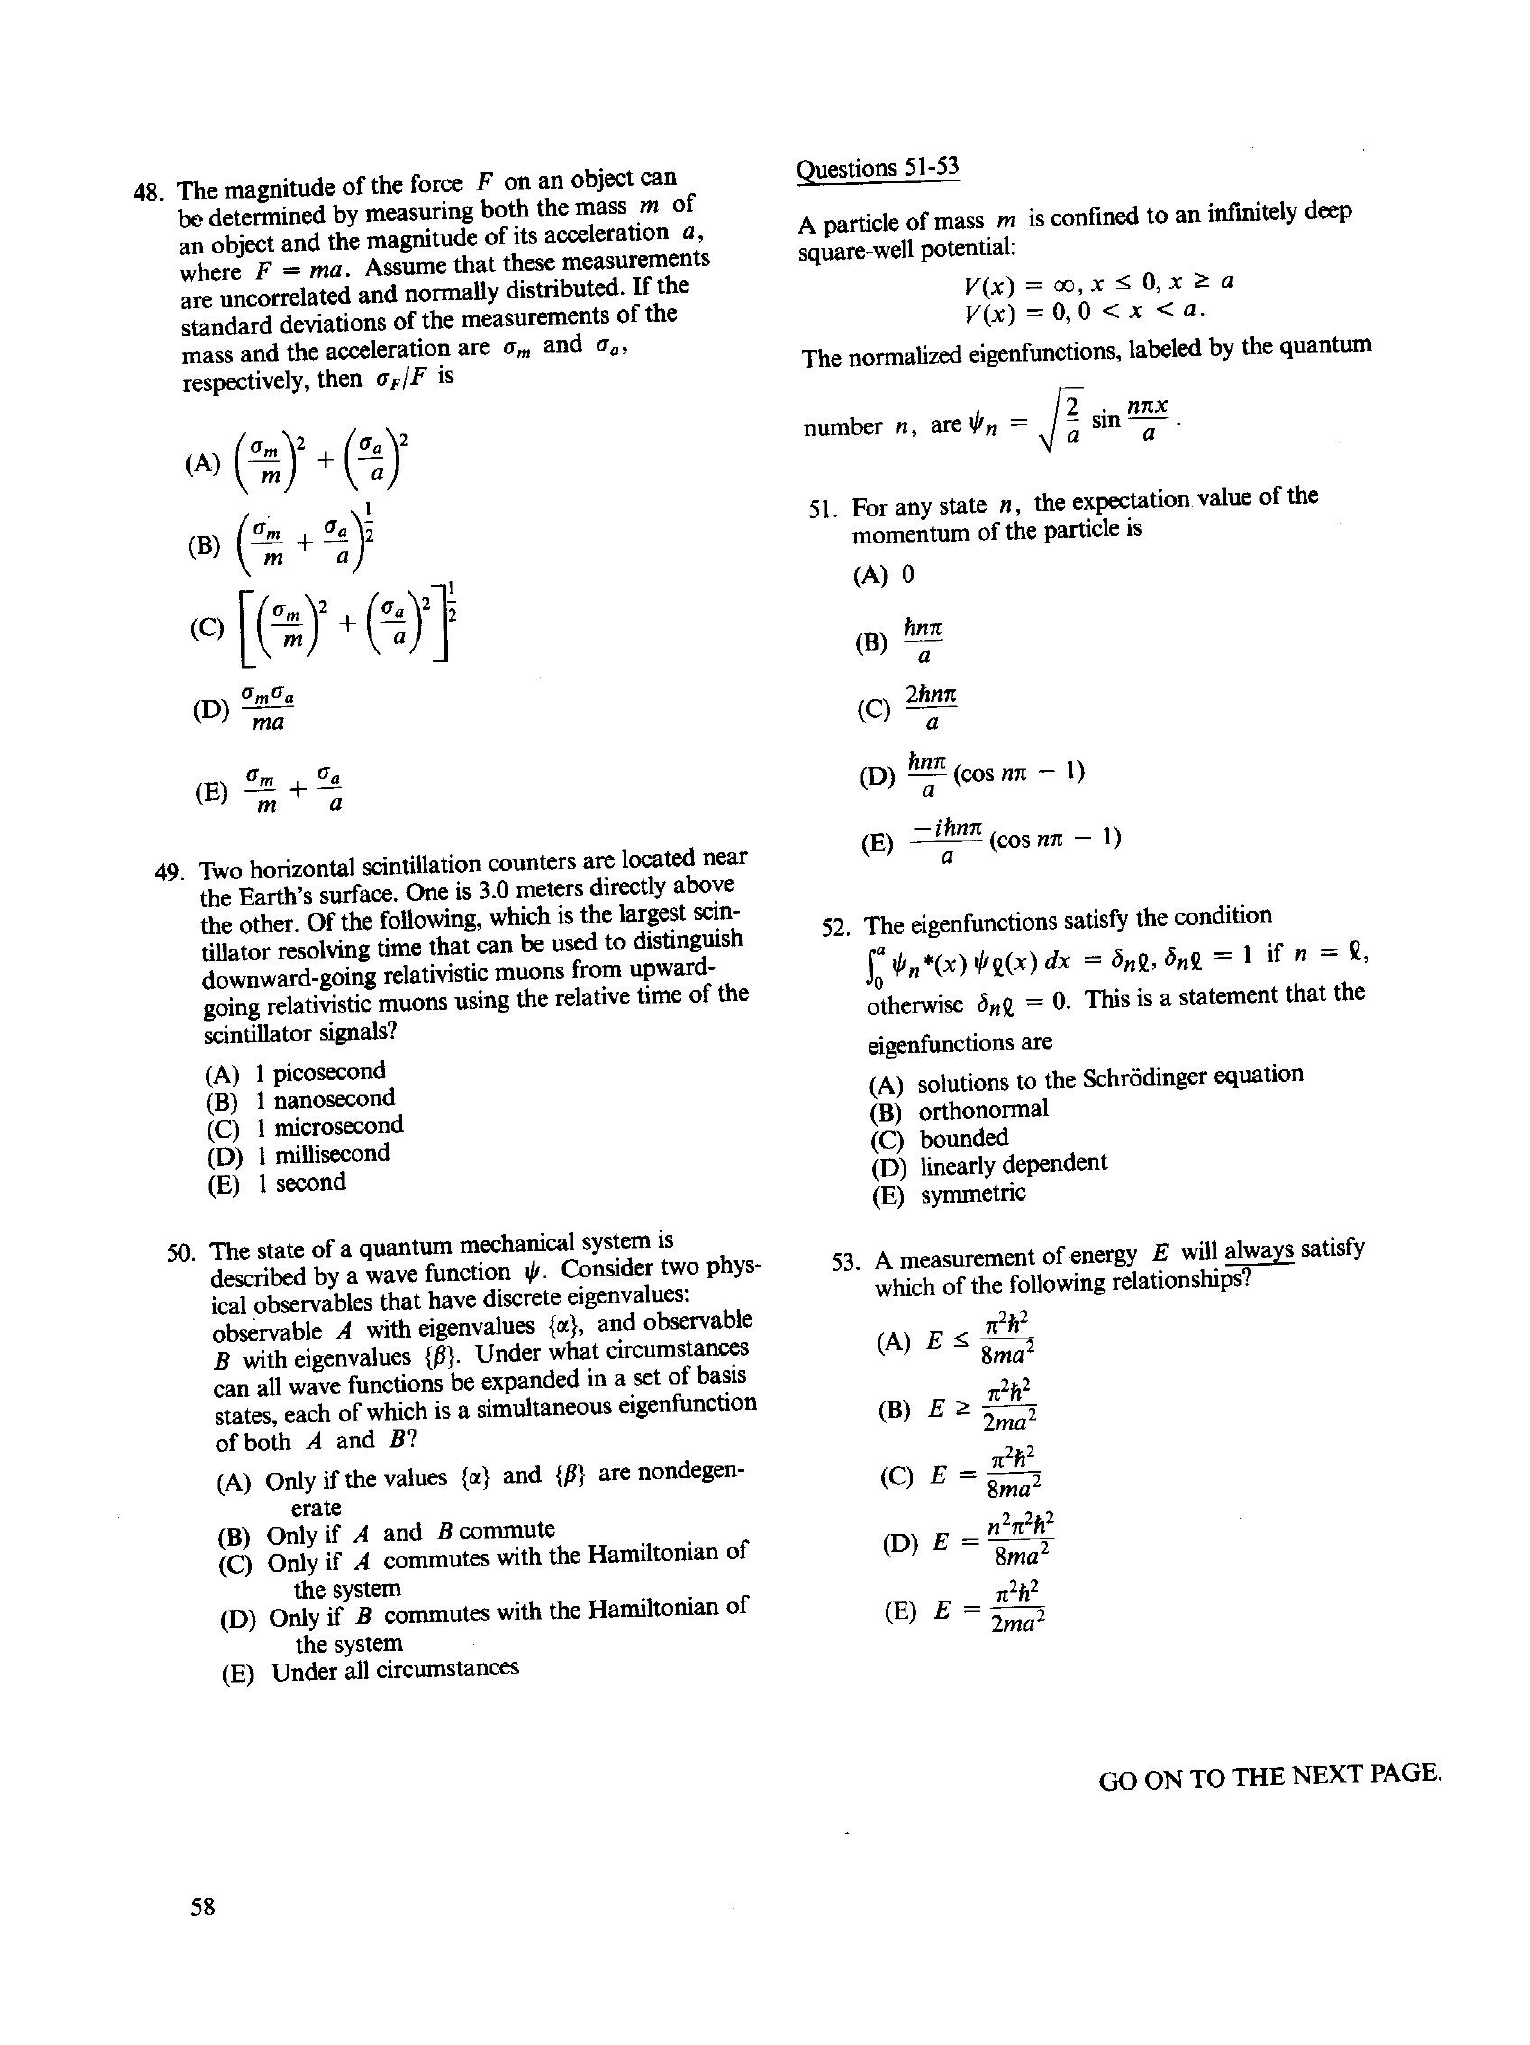 48. The magnitude of the force F on an object can
be determined by measuring both the mass m of
an object and the magnitude of its acceleration a,
where F = ma. Assume that these measurements
are uncorrelated and normally distributed. If the
standard deviations of the measurements of the
mass and the acceleration are σm and σa,
respectively, then σF/F is
(A) (σm/m)² + (σa/a)²
(B) (σm/m + σa/a)^(1/2)
(C) [(σm/m)² + (σa/a)²]^(1/2)
(D) σmσa/ma
(E) σm/m + σa/a
49. Two horizontal scintillation counters are located near
the Earth's surface. One is 3.0 meters directly above
the other. Of the following, which is the largest scin-
tillator resolving time that can be used to distinguish
downward-going relativistic muons from upward-
going relativistic muons using the relative time of the
scintillator signals?
(A) 1 picosecond
(B) 1 nanosecond
(C) 1 microsecond
(D) 1 millisecond
(E) 1 second
50. The state of a quantum mechanical system is
described by a wave function ψ. Consider two phys-
ical observables that have discrete eigenvalues:
observable A with eigenvalues {α}, and observable
B with eigenvalues {β}. Under what circumstances
can all wave functions be expanded in a set of basis
states, each of which is a simultaneous eigenfunction
of both A and B?
(A) Only if the values {α} and {β} are nondegen-
erate
(B) Only if A and B commute
(C) Only if A commutes with the Hamiltonian of
the system
(D) Only if B commutes with the Hamiltonian of
the system
(E) Under all circumstances
Questions 51-53
A particle of mass m is confined to an infinitely deep
square-well potential:
V(x) = ∞, x ≤ 0, x ≥ a
V(x) = 0, 0 < x < a.
The normalized eigenfunctions, labeled by the quantum
number n, are ψn = √(2/a) sin nπx/a.
51. For any state n, the expectation value of the
momentum of the particle is
(A) 0
(B) ħnπ/a
(C) 2ħnπ/a
(D) ħnπ/a (cos nπ − 1)
(E) −iħnπ/a (cos nπ − 1)
52. The eigenfunctions satisfy the condition
∫₀ᵃ ψn*(x) ψℓ(x) dx = δnℓ, δnℓ = 1 if n = ℓ,
otherwise δnℓ = 0. This is a statement that the
eigenfunctions are
(A) solutions to the Schrödinger equation
(B) orthonormal
(C) bounded
(D) linearly dependent
(E) symmetric
53. A measurement of energy E will always satisfy
which of the following relationships?
(A) E ≤ π²ħ²/8ma²
(B) E ≥ π²ħ²/2ma²
(C) E = π²ħ²/8ma²
(D) E = n²π²ħ²/8ma²
(E) E = π²ħ²/2ma²
GO ON TO THE NEXT PAGE.
58